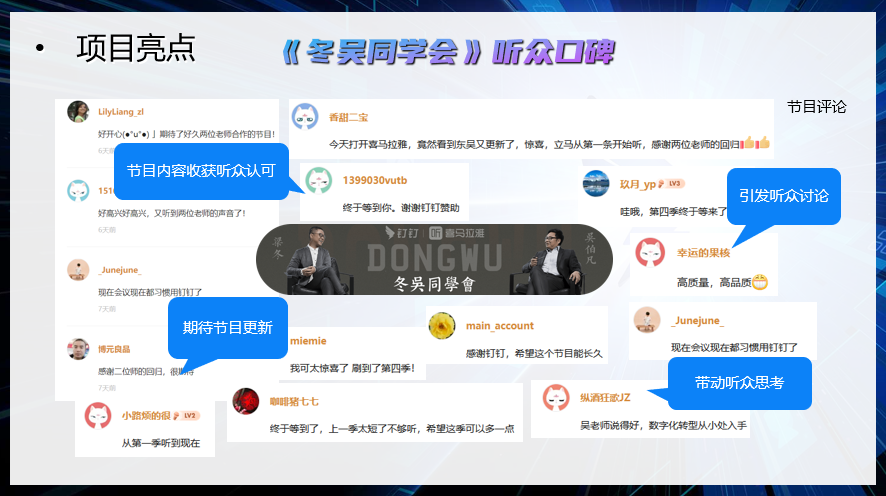 项目亮点
《冬吴同学会》听众口碑
节目评论
LilyLiang_zl
好开心(●°u°●)」期待了好久两位老师合作的节目！
香甜二宝
今天打开喜马拉雅，竟然看到东吴又更新了，惊喜，立马从第一条开始听，感谢两位老师的回归👍👍
节目内容收获听众认可
好高兴好高兴，又听到两位老师的声音了！
6天前
1399030vutb
终于等到你。谢谢钉钉赞助
玖月_yp LV3
哇哦，第四季终于等来了
引发听众讨论
_Junejune_
现在会议现在都习惯用钉钉了
7天前
梁冬
钉钉 听 喜马拉雅
DONGWU
冬吳同學會
吳伯凡
幸运的果核
高质量，高品质😁
期待节目更新
博元良品
感谢二位师的回归，很期待
7天前
miemie
我可太惊喜了 刷到了第四季！
main_account
感谢钉钉，希望这个节目能长久
_Junejune_
现在会议现在都习惯用钉钉了
带动听众思考
小路烦的很 LV2
从第一季听到现在
咖啡猪七七
终于等到了，上一季太短了不够听，希望这季可以多一点
纵酒狂歌JZ
吴老师说得好，数字化转型从小处入手